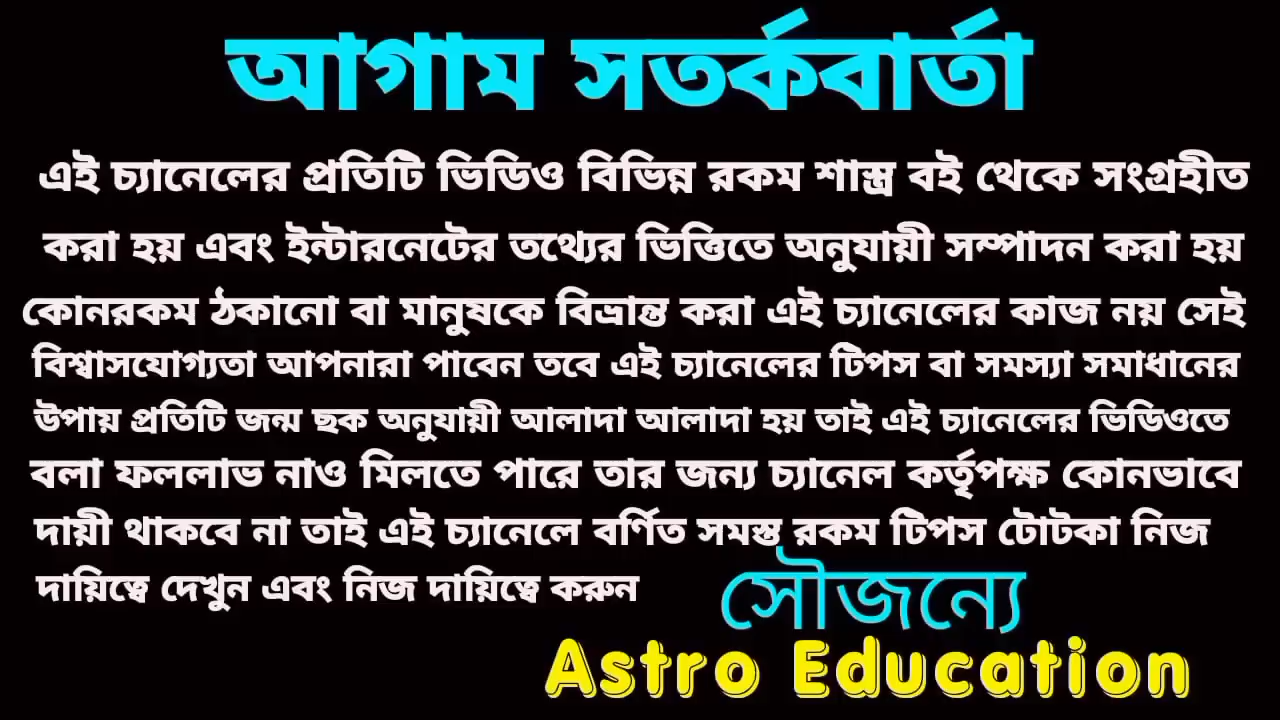 আগাম সতর্কবার্তা
এই চ্যানেলের প্রতিটি ভিডিও বিভিন্ন রকম শাস্ত্র বই থেকে সংগ্রহীত
করা হয় এবং ইন্টারনেটের তথ্যের ভিত্তিতে অনুযায়ী সম্পাদন করা হয়
কোনরকম ঠকানো বা মানুষকে বিভ্রান্ত করা এই চ্যানেলের কাজ নয় সেই
বিশ্বাসযোগ্যতা আপনারা পাবেন তবে এই চ্যানেলের টিপস বা সমস্যা সমাধানের
উপায় প্রতিটি জন্ম ছক অনুযায়ী আলাদা আলাদা হয় তাই এই চ্যানেলের ভিডিওতে
বলা ফললাভ নাও মিলতে পারে তার জন্য চ্যানেল কর্তৃপক্ষ কোনভাবে
দায়ী থাকবে না তাই এই চ্যানেলে বর্ণিত সমস্ত রকম টিপস টোটকা নিজ
দায়িত্বে দেখুন এবং নিজ দায়িত্বে করুন
সৌজন্যে
Astro Education